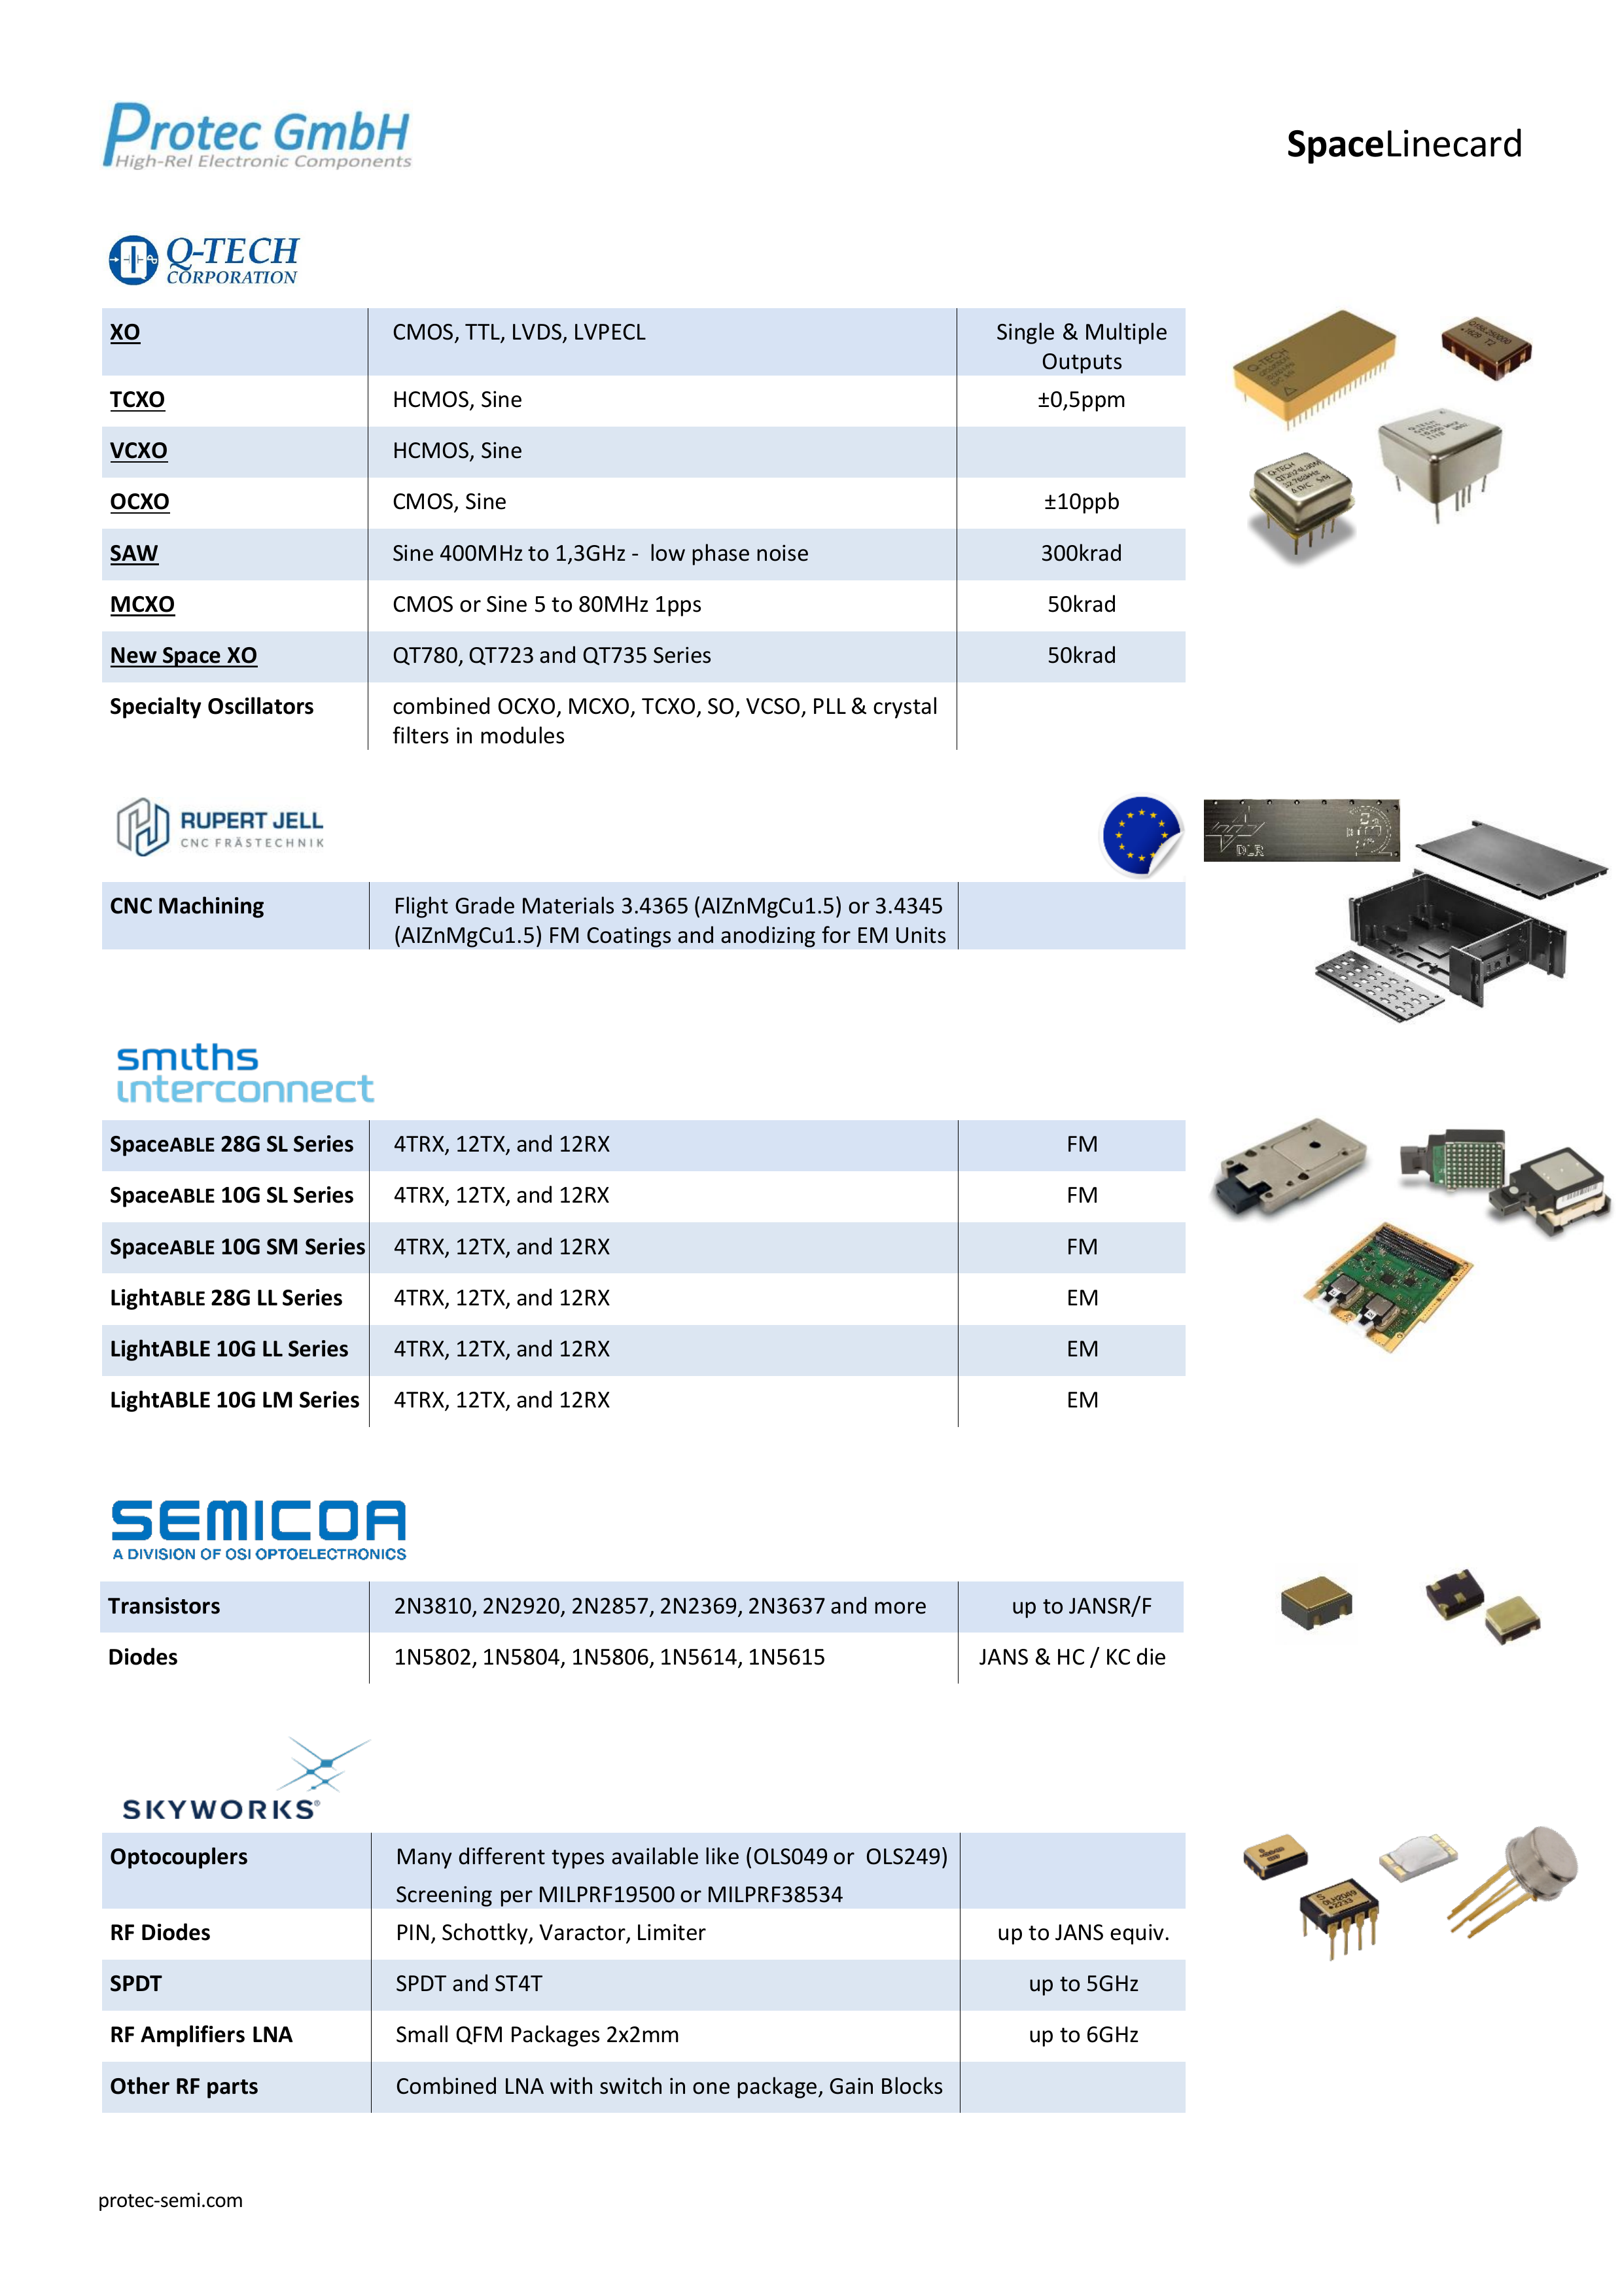 Protec GmbH
High-Rel Electronic Components
SpaceLinecard
Q-TECH
CORPORATION
XO CMOS, TTL, LVDS, LVPECL Single & Multiple
Outputs
TCXO HCMOS, Sine ±0,5ppm
VCXO HCMOS, Sine
OCXO CMOS, Sine ±10ppb
SAW Sine 400MHz to 1,3GHz - low phase noise 300krad
MCXO CMOS or Sine 5 to 80MHz 1pps 50krad
New Space XO QT780, QT723 and QT735 Series 50krad
Specialty Oscillators combined OCXO, MCXO, TCXO, SO, VCSO, PLL & crystal
filters in modules
RUPERT JELL
CNC FRÄSTECHNIK
DLR
CNC Machining Flight Grade Materials 3.4365 (AlZnMgCu1.5) or 3.4345
(AlZnMgCu1.5) FM Coatings and anodizing for EM Units
smiths
interconnect
SpaceABLE 28G SL Series 4TRX, 12TX, and 12RX FM
SpaceABLE 10G SL Series 4TRX, 12TX, and 12RX FM
SpaceABLE 10G SM Series 4TRX, 12TX, and 12RX FM
LightABLE 28G LL Series 4TRX, 12TX, and 12RX EM
LightABLE 10G LL Series 4TRX, 12TX, and 12RX EM
LightABLE 10G LM Series 4TRX, 12TX, and 12RX EM
SEMICOA
A DIVISION OF OSI OPTOELECTRONICS
Transistors 2N3810, 2N2920, 2N2857, 2N2369, 2N3637 and more up to JANSR/F
Diodes 1N5802, 1N5804, 1N5806, 1N5614, 1N5615 JANS & HC / KC die
SKYWORKS®
Optocouplers Many different types available like (OLS049 or OLS249)
Screening per MILPRF19500 or MILPRF38534
RF Diodes PIN, Schottky, Varactor, Limiter up to JANS equiv.
SPDT SPDT and ST4T up to 5GHz
RF Amplifiers LNA Small QFM Packages 2x2mm up to 6GHz
Other RF parts Combined LNA with switch in one package, Gain Blocks
protec-semi.com